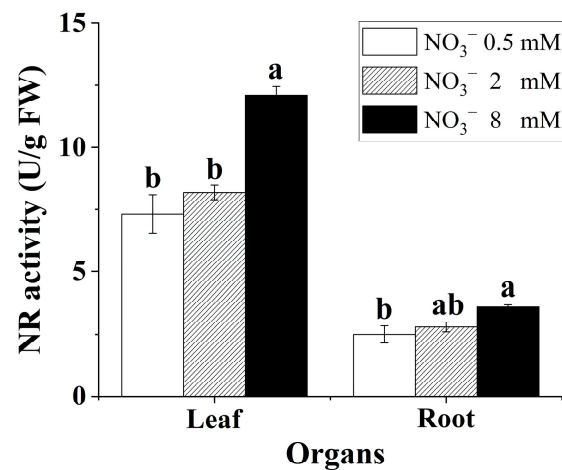 15
10
5
0
NR activity (U/g FW)
NO₃⁻ 0.5 mM
NO₃⁻ 2 mM
NO₃⁻ 8 mM
b
b
a
b
ab
a
Leaf
Root
Organs